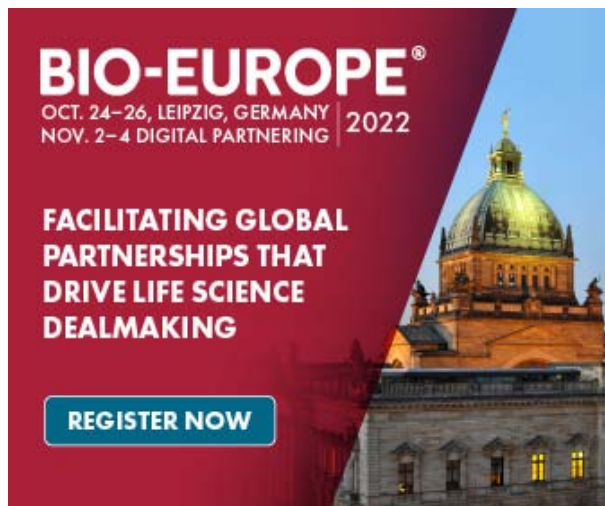 BIO-EUROPE®
OCT. 24–26, LEIPZIG, GERMANY
NOV. 2–4 DIGITAL PARTNERING
2022
FACILITATING GLOBAL
PARTNERSHIPS THAT
DRIVE LIFE SCIENCE
DEALMAKING
REGISTER NOW